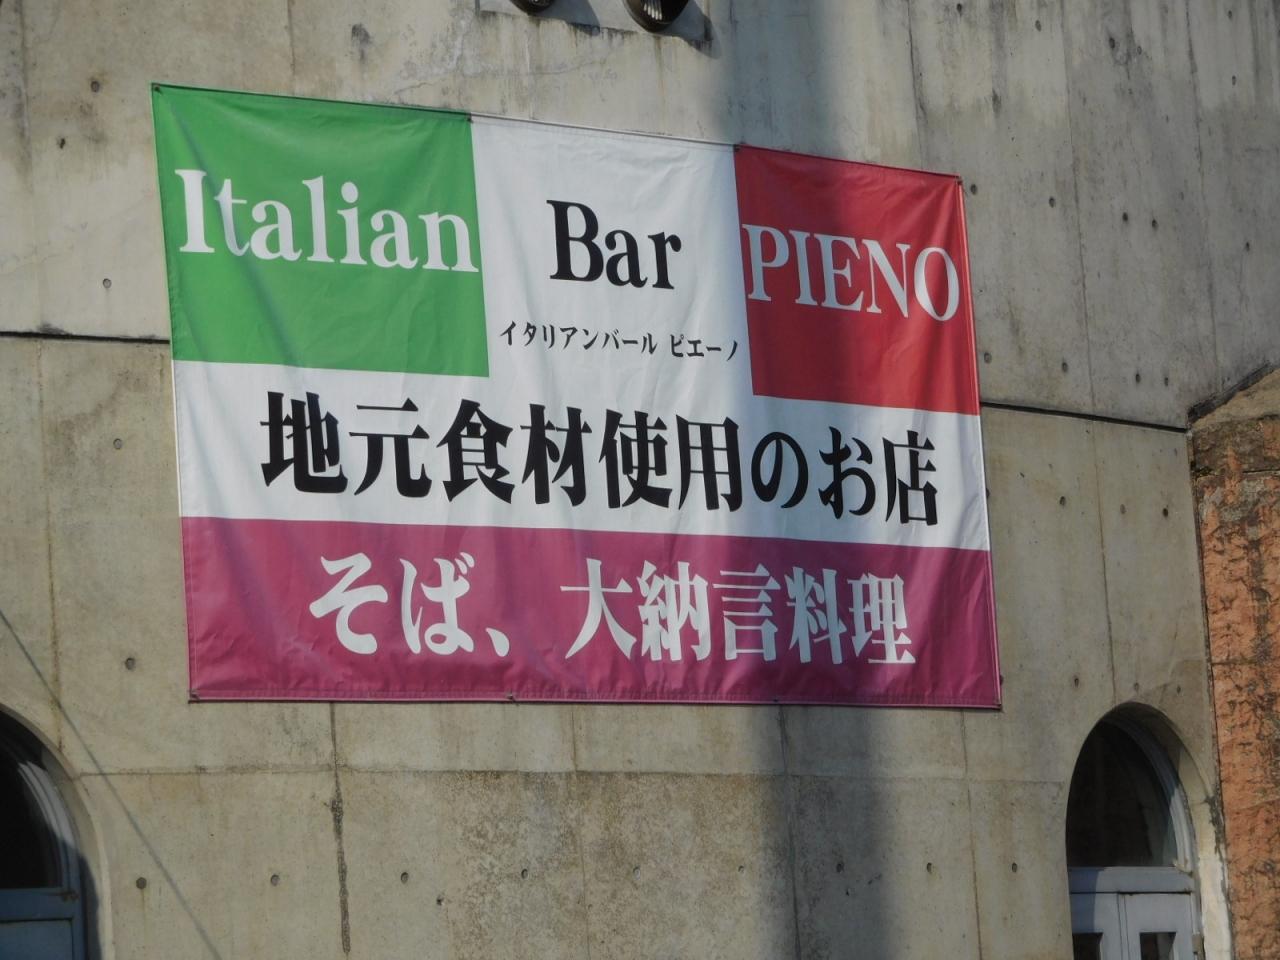 Italian Bar PIENO
イタリアンバール ピエーノ
地元食材使用のお店
そば、大納言料理